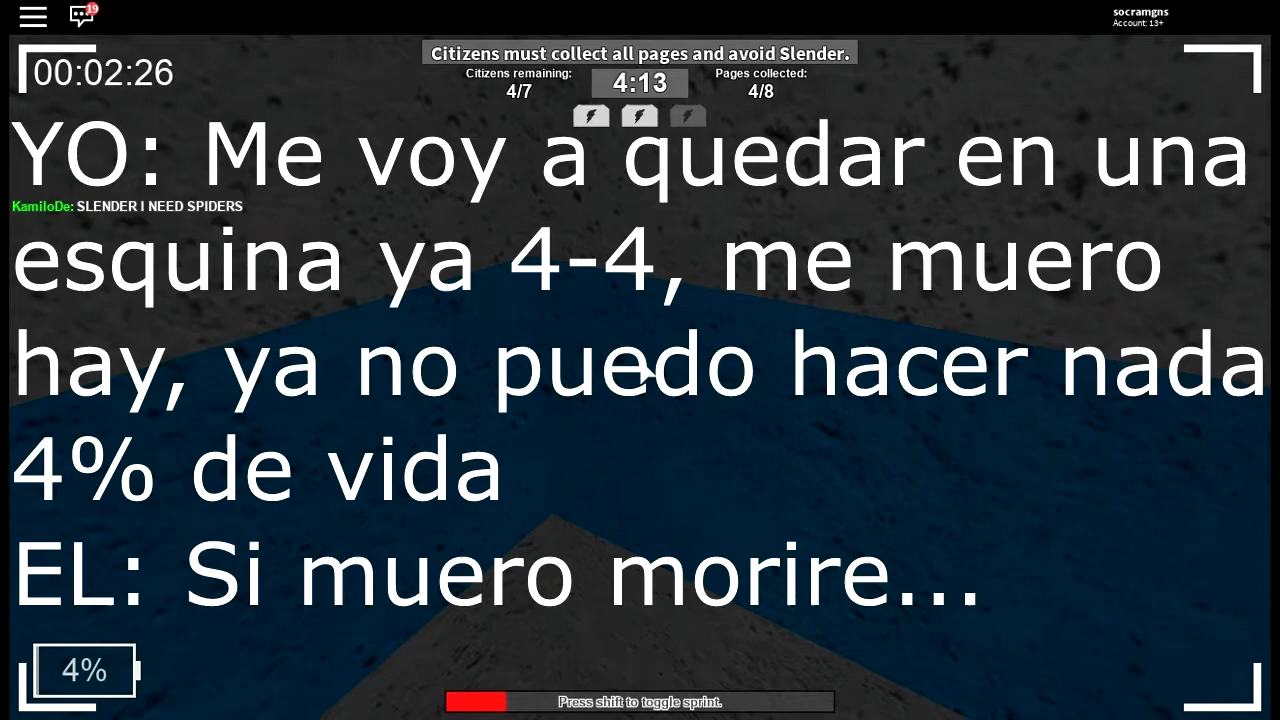 19
socramgns
Account: 13+
Citizens must collect all pages and avoid Slender.
00:02:26
Citizens remaining:
4/7
4:13
Pages collected:
4/8
YO: Me voy a quedar en una
KamiloDe: SLENDER I NEED SPIDERS
esquina ya 4-4, me muero
hay, ya no puedo hacer nada
4% de vida
EL: Si muero morire...
4%
Press shift to toggle sprint.